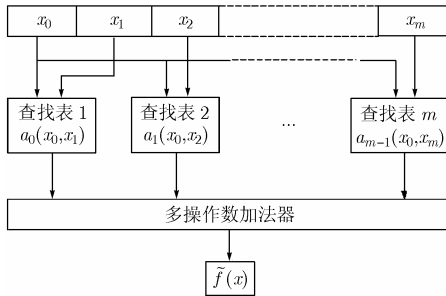 x₀ x₁ x₂ xₘ
查找表 1 查找表 2 查找表 m
a₀(x₀,x₁) a₁(x₀,x₂) … aₘ₋₁(x₀,xₘ)
多操作数加法器
f̃(x)